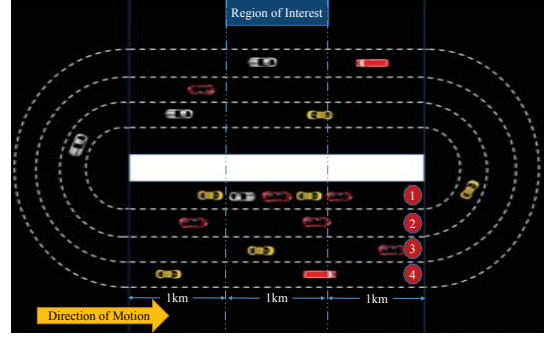 Region of Interest
1
2
3
4
1km
1km
1km
Direction of Motion